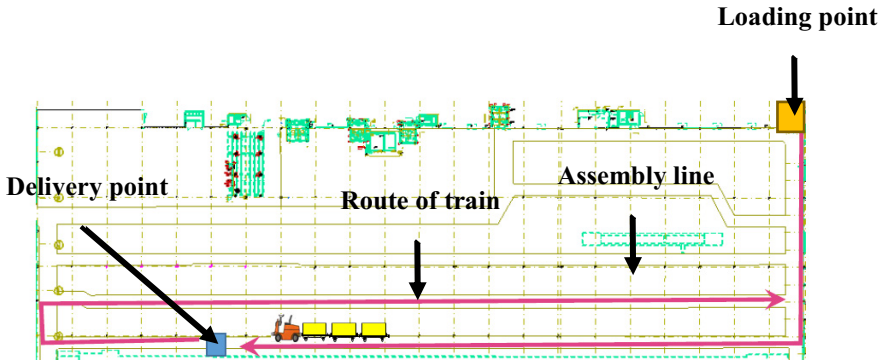 Loading point
Delivery point
Assembly line
Route of train